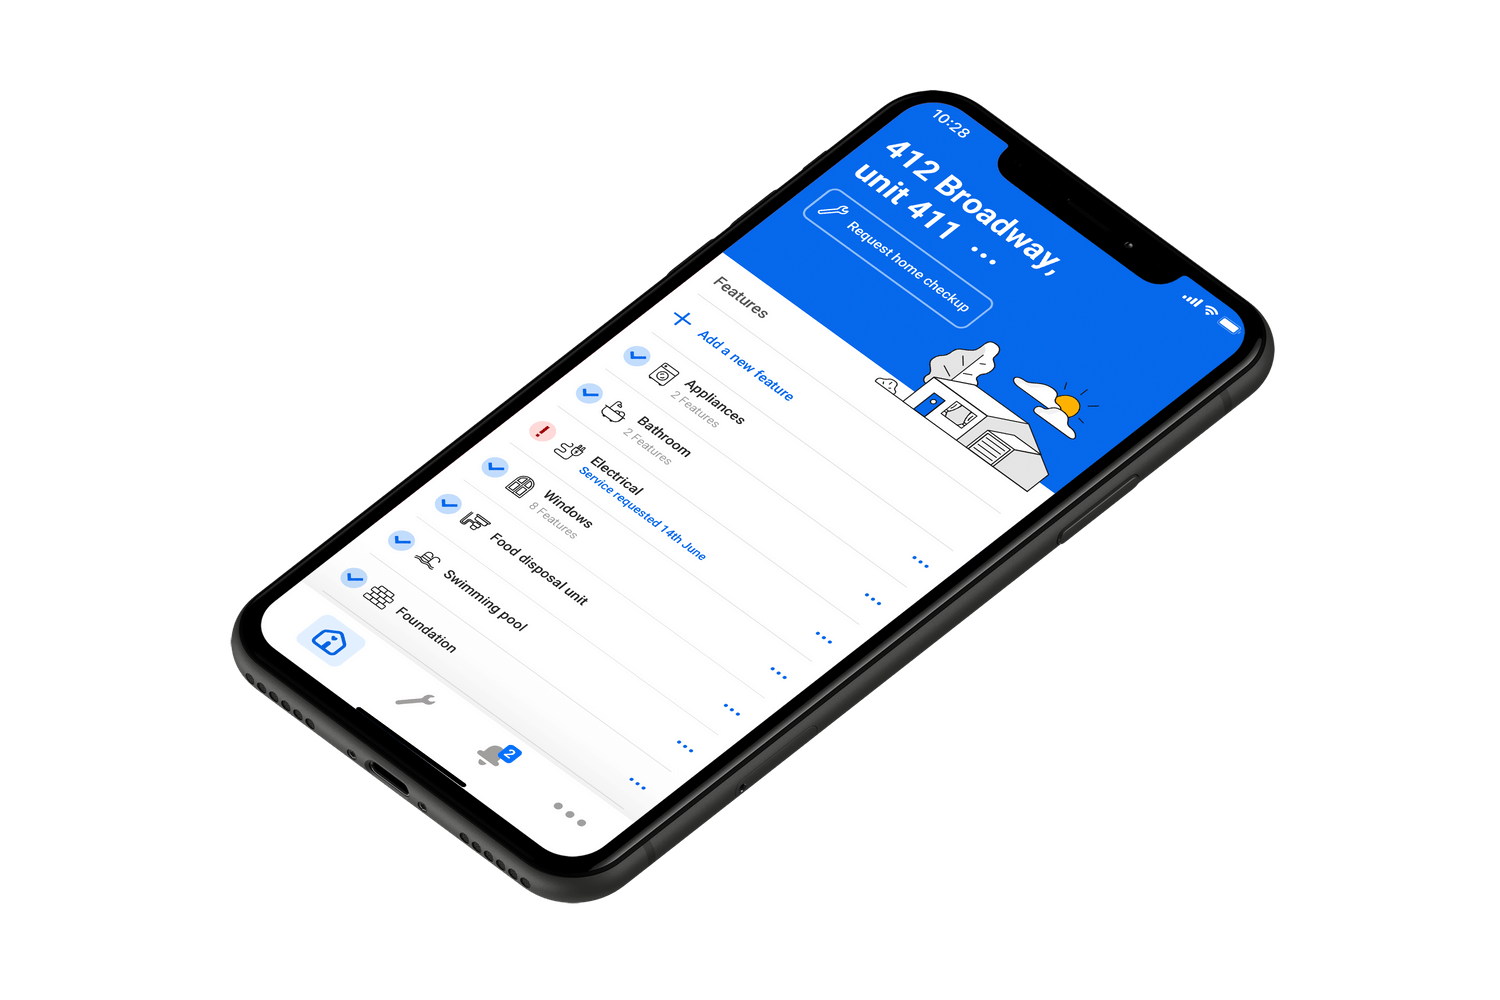 10:28
412 Broadway,
unit 411
Request home checkup
Features
Add a new feature
Appliances
2 Features
Bathroom
2 Features
Electrical
Service requested 14th June
Windows
8 Features
Food disposal unit
Swimming pool
Foundation
2